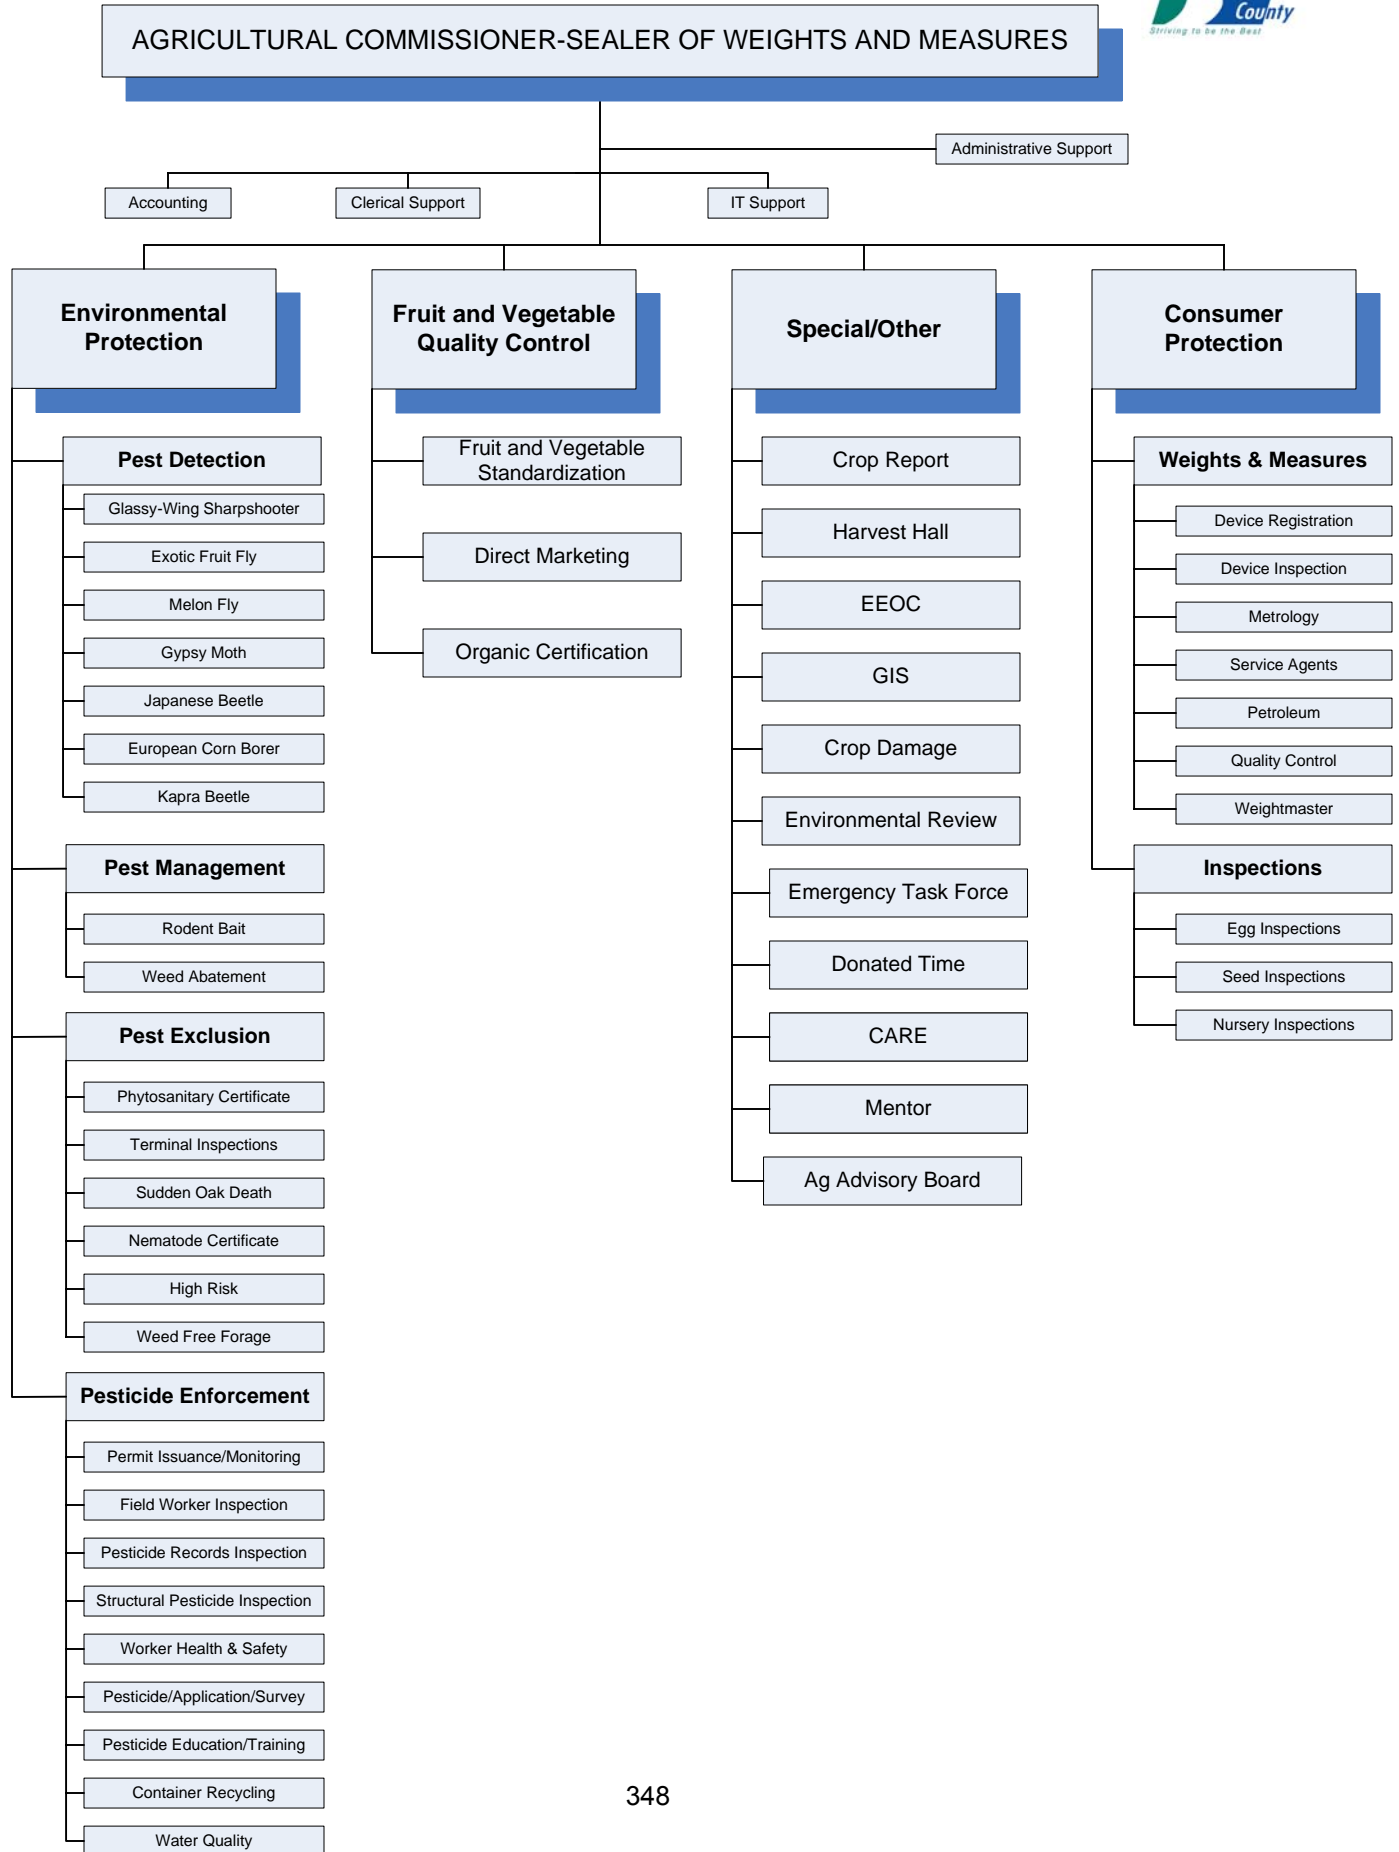 County
Striving to be the Best
AGRICULTURAL COMMISSIONER-SEALER OF WEIGHTS AND MEASURES
Administrative Support
Accounting
Clerical Support
IT Support
Environmental
Protection
Pest Detection
Glassy-Wing Sharpshooter
Exotic Fruit Fly
Melon Fly
Gypsy Moth
Japanese Beetle
European Corn Borer
Kapra Beetle
Pest Management
Rodent Bait
Weed Abatement
Pest Exclusion
Phytosanitary Certificate
Terminal Inspections
Sudden Oak Death
Nematode Certificate
High Risk
Weed Free Forage
Pesticide Enforcement
Permit Issuance/Monitoring
Field Worker Inspection
Pesticide Records Inspection
Structural Pesticide Inspection
Worker Health & Safety
Pesticide/Application/Survey
Pesticide Education/Training
Container Recycling
Water Quality
Fruit and Vegetable
Quality Control
Fruit and Vegetable
Standardization
Direct Marketing
Organic Certification
Special/Other
Crop Report
Harvest Hall
EEOC
GIS
Crop Damage
Environmental Review
Emergency Task Force
Donated Time
CARE
Mentor
Ag Advisory Board
Consumer
Protection
Weights & Measures
Device Registration
Device Inspection
Metrology
Service Agents
Petroleum
Quality Control
Weightmaster
Inspections
Egg Inspections
Seed Inspections
Nursery Inspections
348